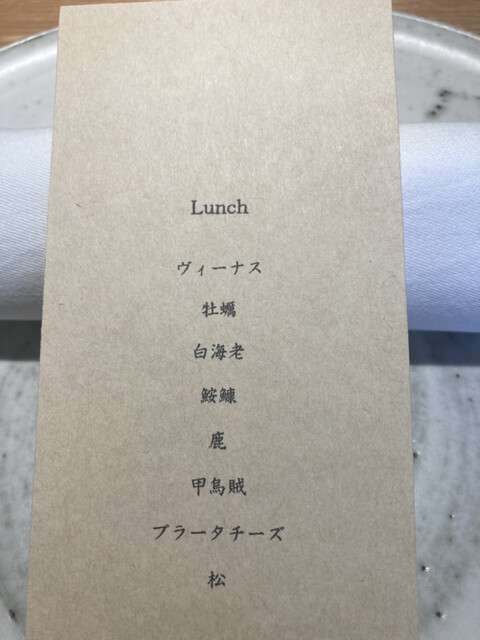 Lunch
ヴィーナス
牡蠣
白海老
鮟鱇
鹿
甲烏賊
ブラータチーズ
松